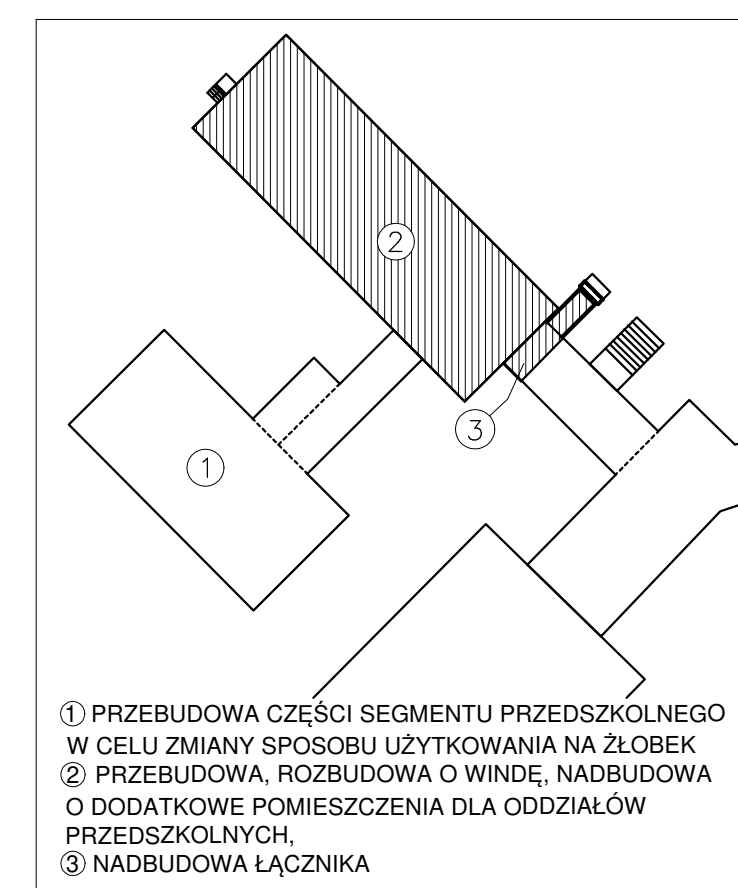 2
3
1
① PRZEBUDOWA CZĘŚCI SEGMENTU PRZEDSZKOLNEGO
W CELU ZMIANY SPOSOBU UŻYTKOWANIA NA ŻŁOBEK
② PRZEBUDOWA, ROZBUDOWA O WINDĘ, NADBUDOWA
O DODATKOWE POMIESZCZENIA DLA ODDZIAŁÓW
PRZEDSZKOLNYCH,
③ NADBUDOWA ŁĄCZNIKA